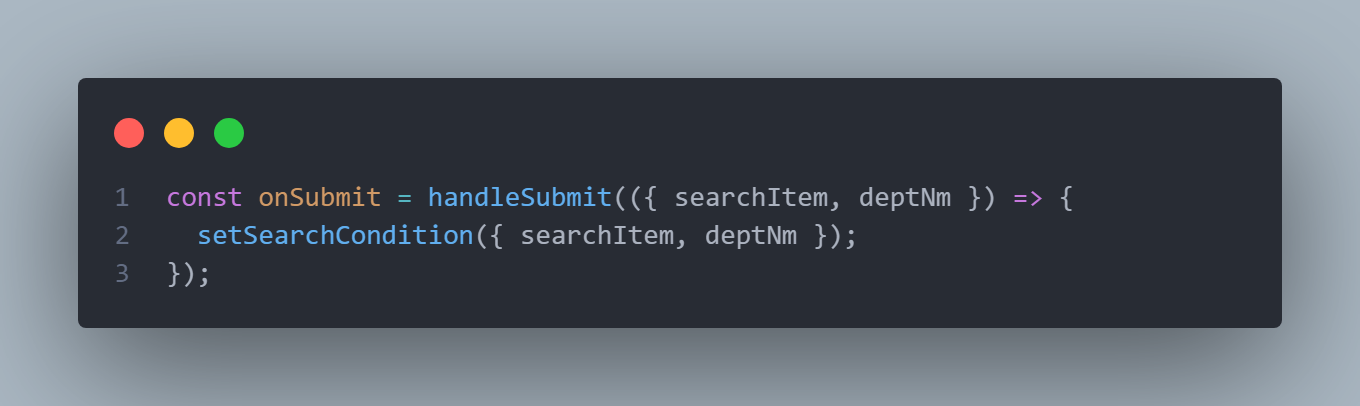 1 const onSubmit = handleSubmit(({ searchItem, deptNm }) => {
2   setSearchCondition({ searchItem, deptNm });
3 });